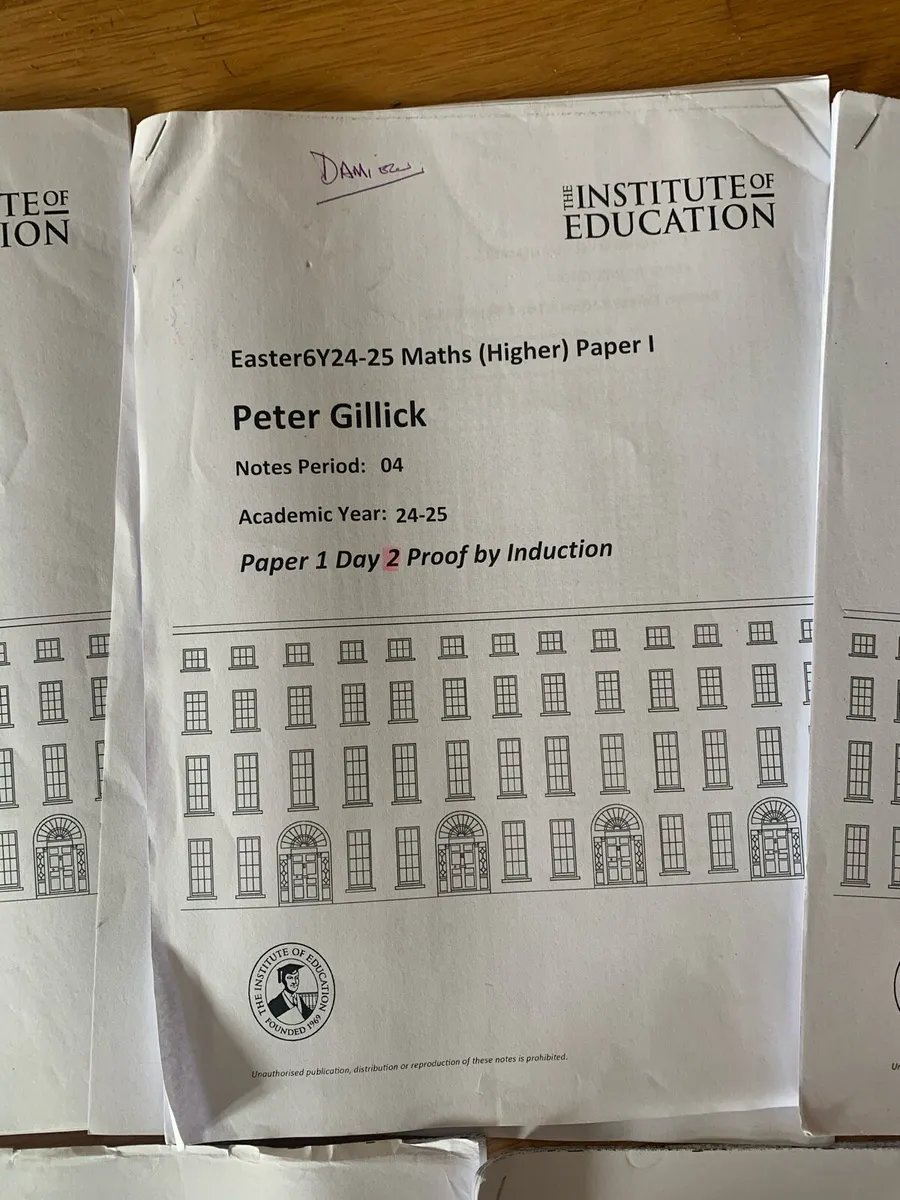 DAMIEN
THE INSTITUTE OF
EDUCATION
TE OF
ION
Easter6Y24-25 Maths (Higher) Paper I
Peter Gillick
Notes Period: 04
Academic Year: 24-25
Paper 1 Day 2 Proof by Induction
THE INSTITUTE OF EDUCATION
FOUNDED 1969
Unauthorised publication, distribution or reproduction of these notes is prohibited.
Un